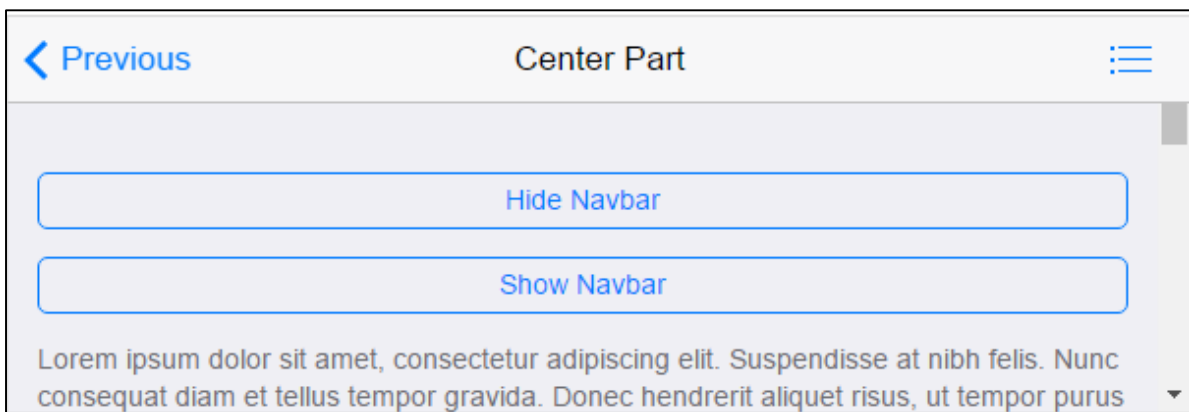 Previous
Center Part
Hide Navbar
Show Navbar
Lorem ipsum dolor sit amet, consectetur adipiscing elit. Suspendisse at nibh felis. Nunc
consequat diam et tellus tempor gravida. Donec hendrerit aliquet risus, ut tempor purus